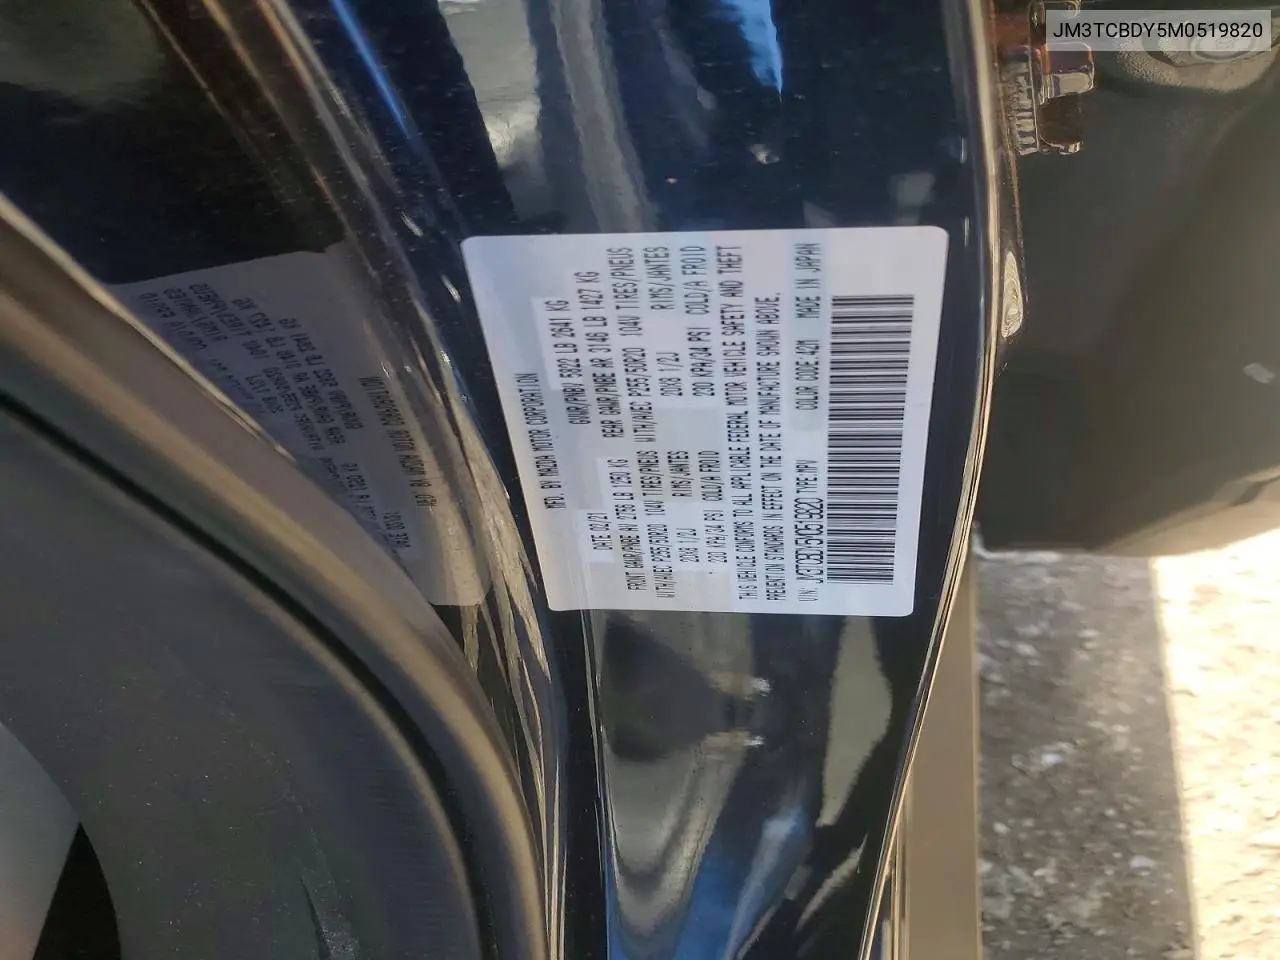 JM3TCBDY5M0519820
MFD. BY MAZDA MOTOR CORPORATION
DATE 02/21 GVWR/PNBV 5822 LB 2641 KG
FRONT GAWR/PNBE AV 2756 LB 1250 KG REAR GAWR/PNBE AR 3146 LB 1427 KG
WITH/AVEC P255/50R20 104V TIRES/PNEUS WITH/AVEC P255/50R20 104V TIRES/PNEUS
20X8 1/2J RIMS/JANTES 20X8 1/2J RIMS/JANTES
230 KPA/34 PSI COLD/A FROID 230 KPA/34 PSI COLD/A FROID
THIS VEHICLE CONFORMS TO ALL APPLICABLE FEDERAL MOTOR VEHICLE SAFETY AND THEFT
PREVENTION STANDARDS IN EFFECT ON THE DATE OF MANUFACTURE SHOWN ABOVE.
VIN: JM3TCBDY5M0519820 TYPE:MPV COLOR CODE:42M MADE IN JAPAN